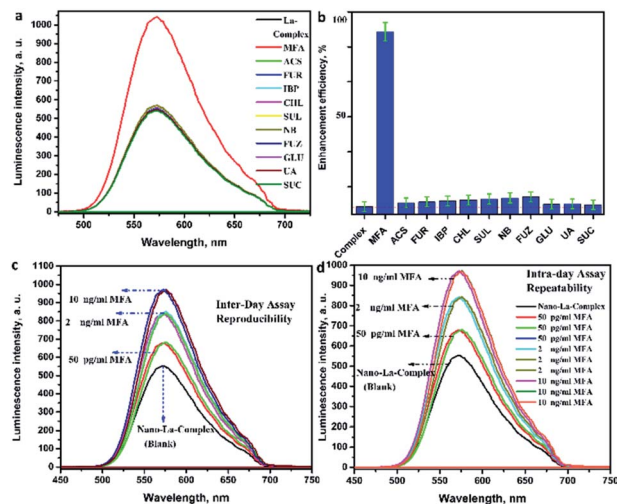 a
Luminescence intensity, a. u.
1000
900
800
700
600
500
400
300
200
100
0
500
550
600
650
700
Wavelength, nm
La-
Complex
MFA
ACS
FUR
IBP
CHL
SUL
NB
FUZ
GLU
UA
SUC
b
Enhancement efficiency, %
100
50
Complex
MFA
ACS
FUR
IBP
CHL
SUL
NB
FUZ
GLU
UA
SUC
c
Luminescence intensity, a. u.
1100
1000
900
800
700
600
500
400
300
200
100
0
450
500
550
600
650
700
750
Wavelength, nm
10 ng/ml MFA
2 ng/ml MFA
50 pg/ml MFA
Inter-Day Assay
Reproducibility
Nano-La-Complex
(Blank)
d
Luminescence intensity, a. u.
1000
900
800
700
600
500
400
300
200
100
0
450
500
550
600
650
700
750
Wavelength, nm
10 ng/ml MFA
2 ng/ml MFA
50 pg/ml MFA
Nano-La-Complex
(Blank)
Intra-day Assay
Repeatability
Nano-La-Complex
50 pg/ml MFA
50 pg/ml MFA
50 pg/ml MFA
2 ng/ml MFA
2 ng/ml MFA
2 ng/ml MFA
10 ng/ml MFA
10 ng/ml MFA
10 ng/ml MFA